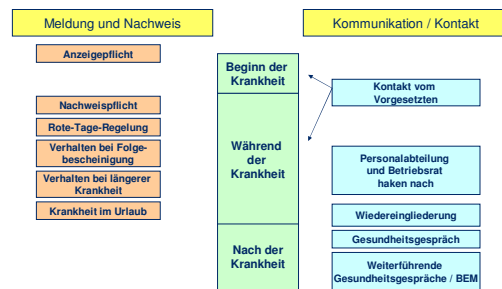 Meldung und Nachweis
Kommunikation / Kontakt
Anzeigepflicht
Beginn der
Krankheit
Kontakt vom
Vorgesetzten
Nachweispflicht
Rote-Tage-Regelung
Verhalten bei Folge-
bescheinigung
Verhalten bei längerer
Krankheit
Krankheit im Urlaub
Während
der
Krankheit
Personalabteilung
und Betriebsrat
haken nach
Wiedereingliederung
Nach der
Krankheit
Gesundheitsgespräch
Weiterführende
Gesundheitsgespräche / BEM